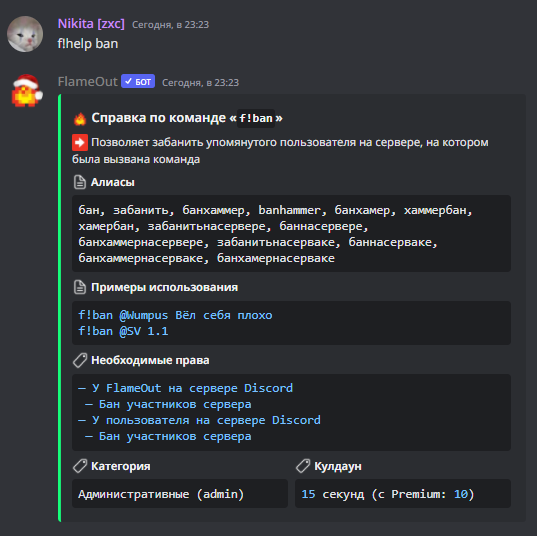 Nikita [zxc] Сегодня, в 23:23
f!help ban
FlameOut БОТ Сегодня, в 23:23
Справка по команде «f!ban»
Позволяет забанить упомянутого пользователя на сервере, на котором
была вызвана команда
Алиасы
бан, забанить, банхаммер, banhammer, банхамер, хаммербан,
хамербан, забанитьнасервере, баннасервере,
банхаммернасервере, забанитьнасерваке, баннасерваке,
банхаммернасерваке, банхамернасерваке
Примеры использования
f!ban @Wumpus Вёл себя плохо
f!ban @SV 1.1
Необходимые права
— У FlameOut на сервере Discord
— Бан участников сервера
— У пользователя на сервере Discord
— Бан участников сервера
Категория Кулдаун
Административные (admin) 15 секунд (с Premium: 10)